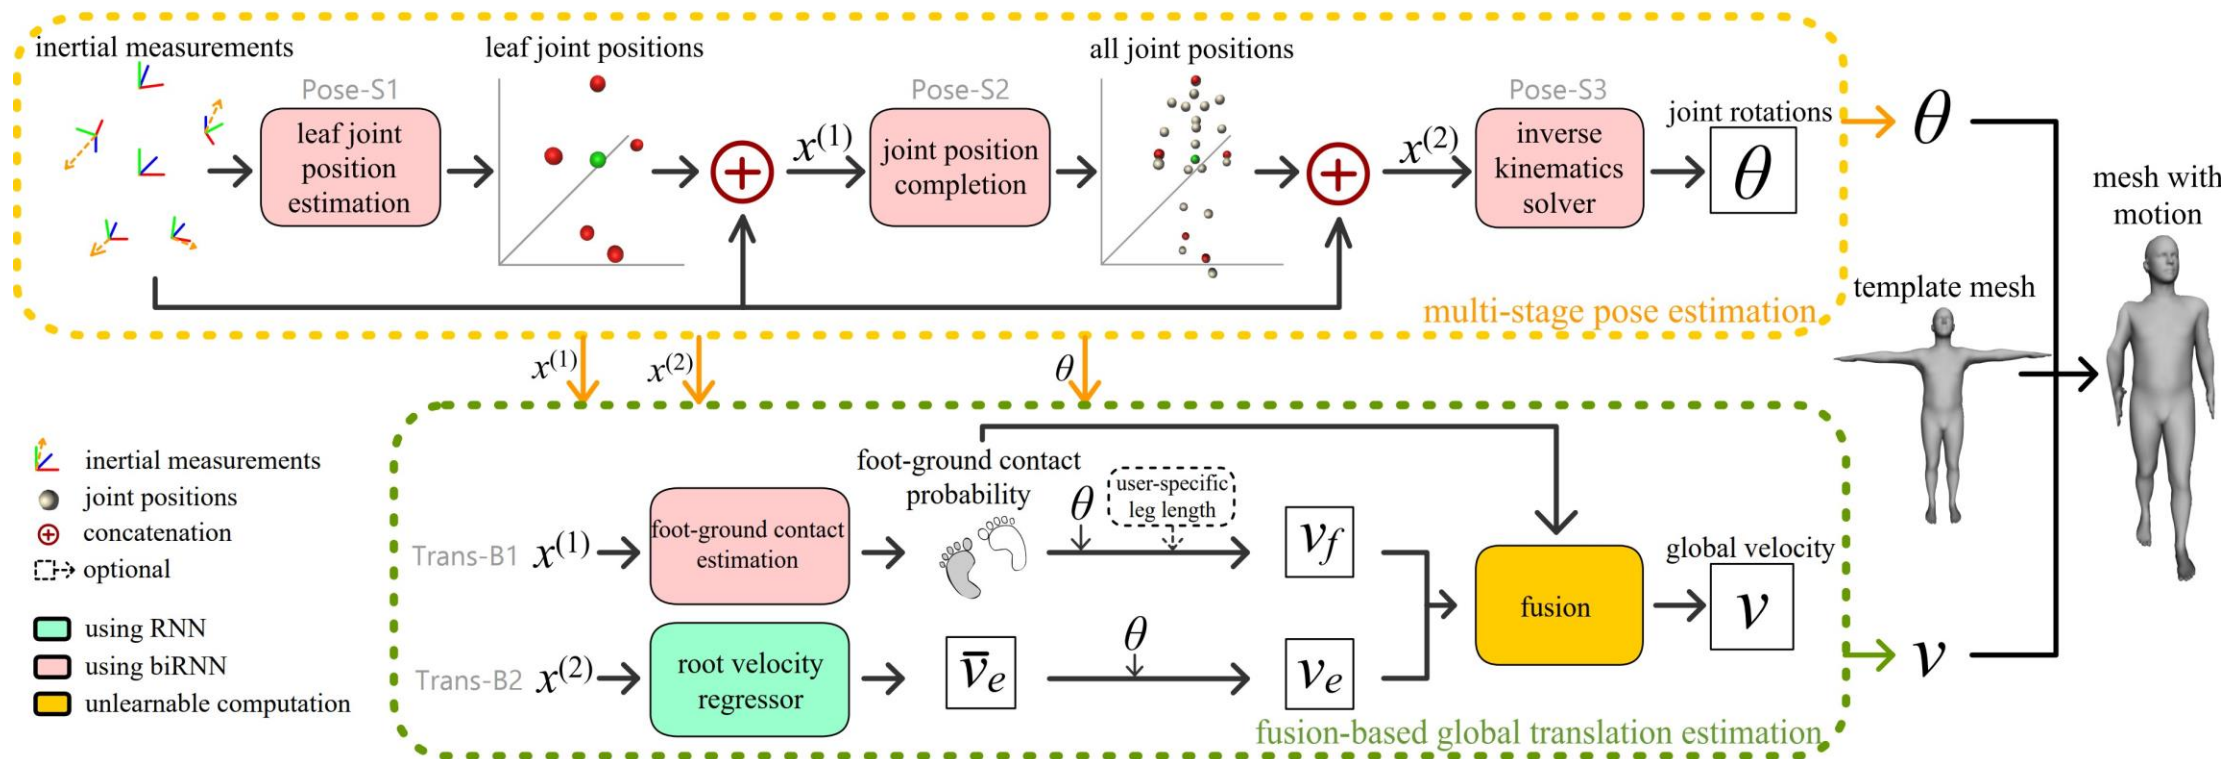 inertial measurements
leaf joint positions
all joint positions
Pose-S1
Pose-S2
Pose-S3
leaf joint
position
estimation
x^(1)
joint position
completion
x^(2)
inverse
kinematics
solver
joint rotations
θ
θ
mesh with
motion
template mesh
multi-stage pose estimation
x^(1)
x^(2)
θ
inertial measurements
joint positions
concatenation
optional
using RNN
using biRNN
unlearnable computation
Trans-B1
x^(1)
foot-ground contact
estimation
foot-ground contact
probability
θ
user-specific
leg length
v_f
Trans-B2
x^(2)
root velocity
regressor
v̄_e
θ
v_e
fusion
global velocity
v
v
fusion-based global translation estimation